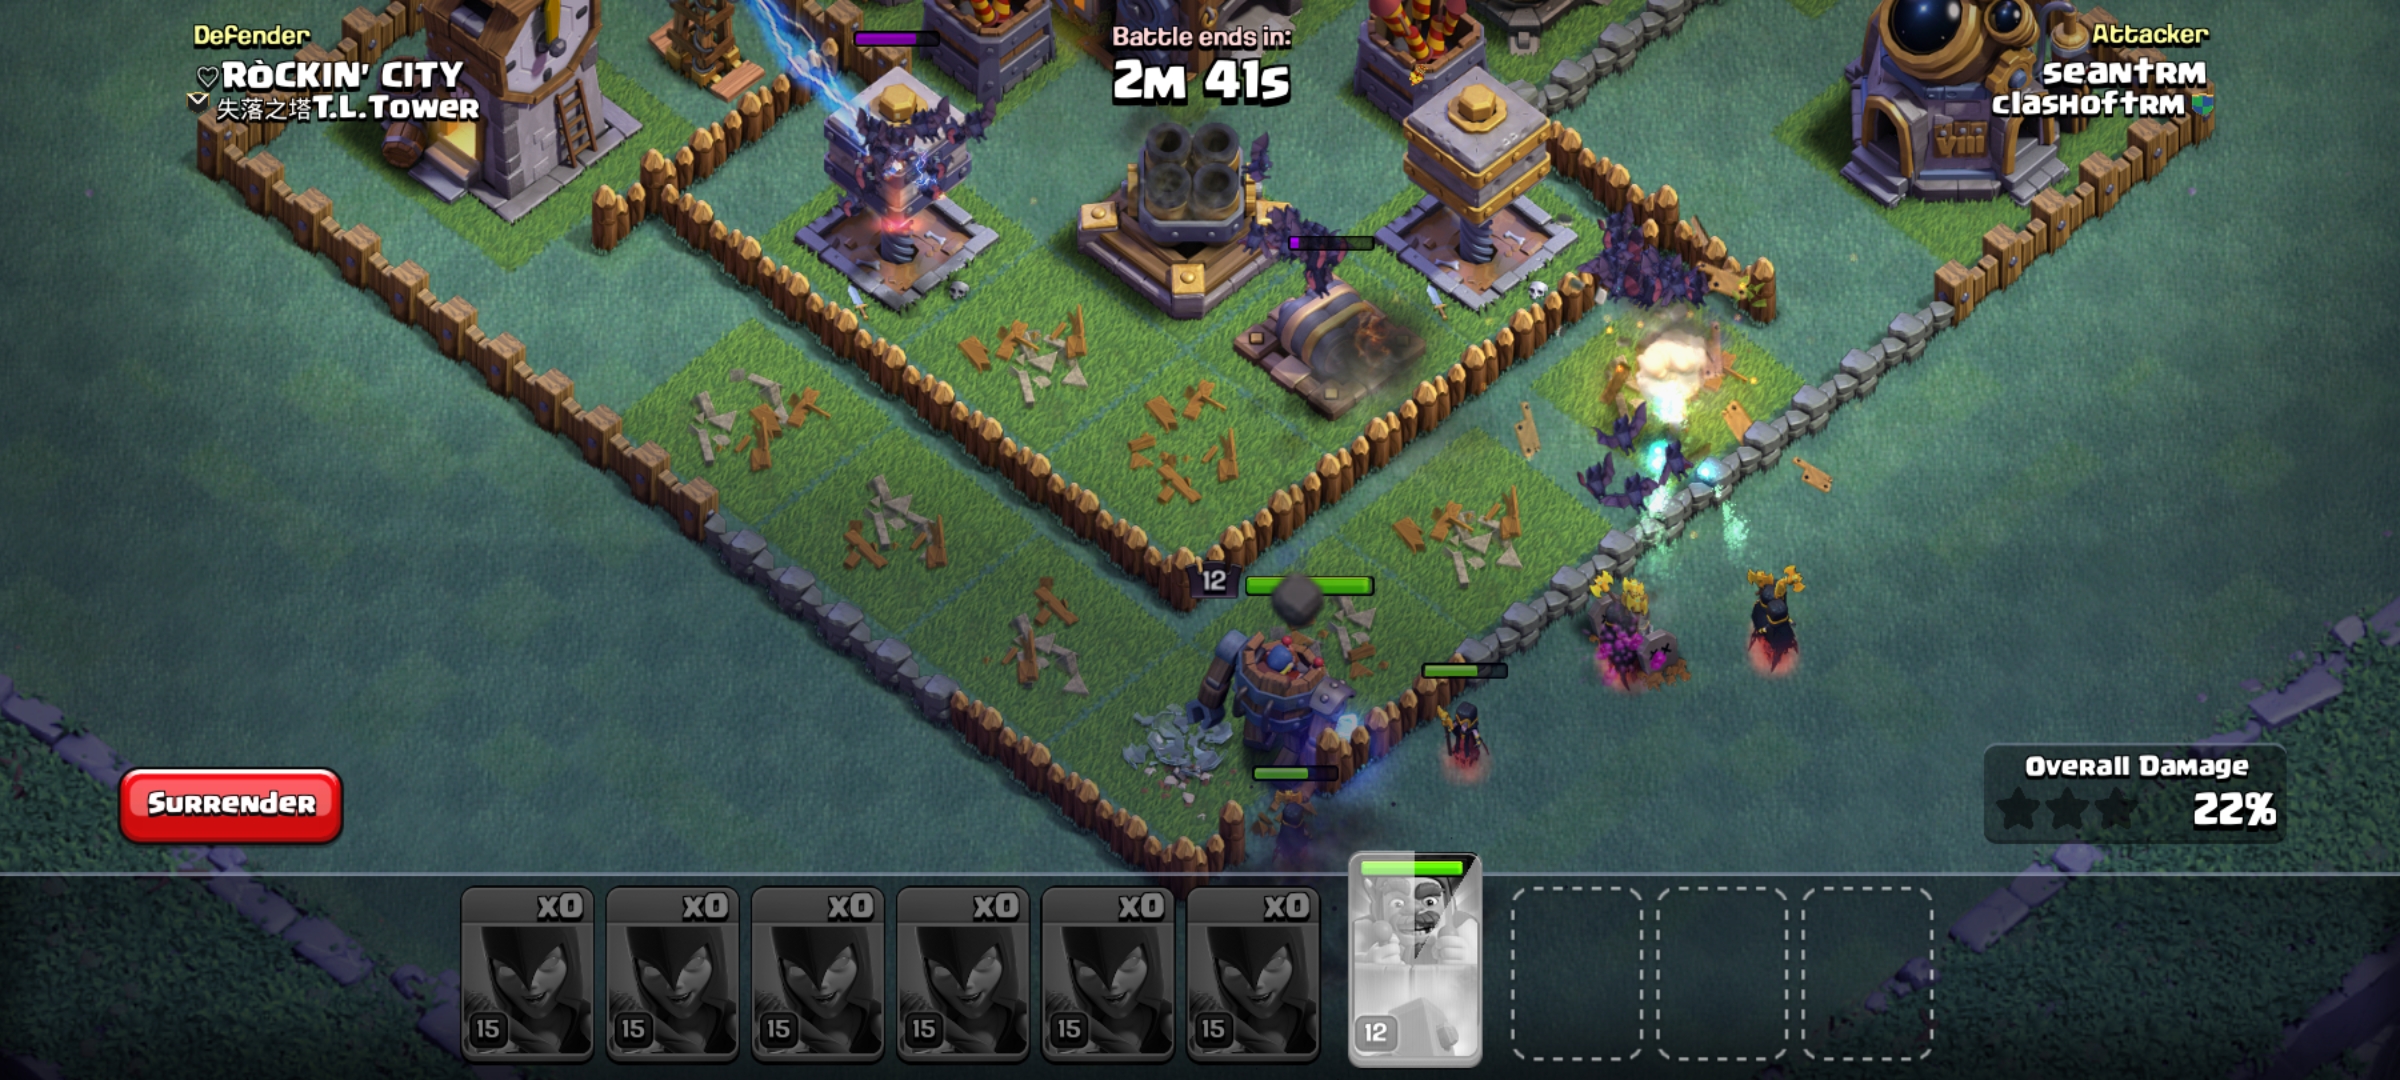 Defender
♡RÒCKIN' CITY
失落之塔T.L.Tower
Battle ends in:
2M 41s
Attacker
seantRM
clashoftRM
VIII
12
Surrender
Overall Damage
22%
x0 x0 x0 x0 x0 x0
15 15 15 15 15 15 12